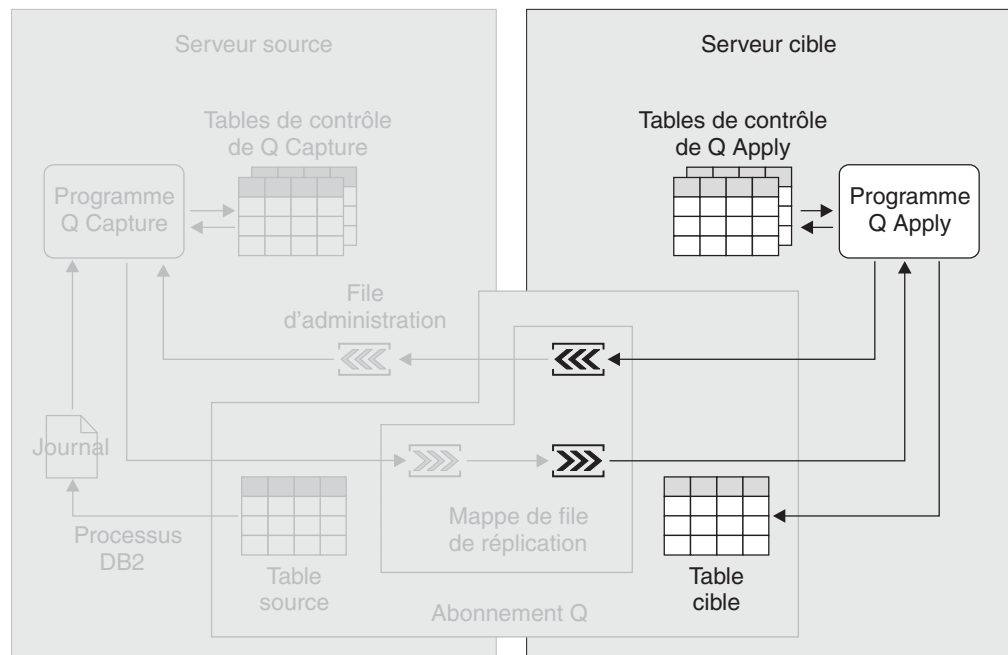 Serveur source
Serveur cible
Tables de contrôle
de Q Capture
Tables de contrôle
de Q Apply
Programme
Q Capture
Programme
Q Apply
File
d'administration
Journal
Mappe de file
de réplication
Processus
DB2
Table
source
Table
cible
Abonnement Q